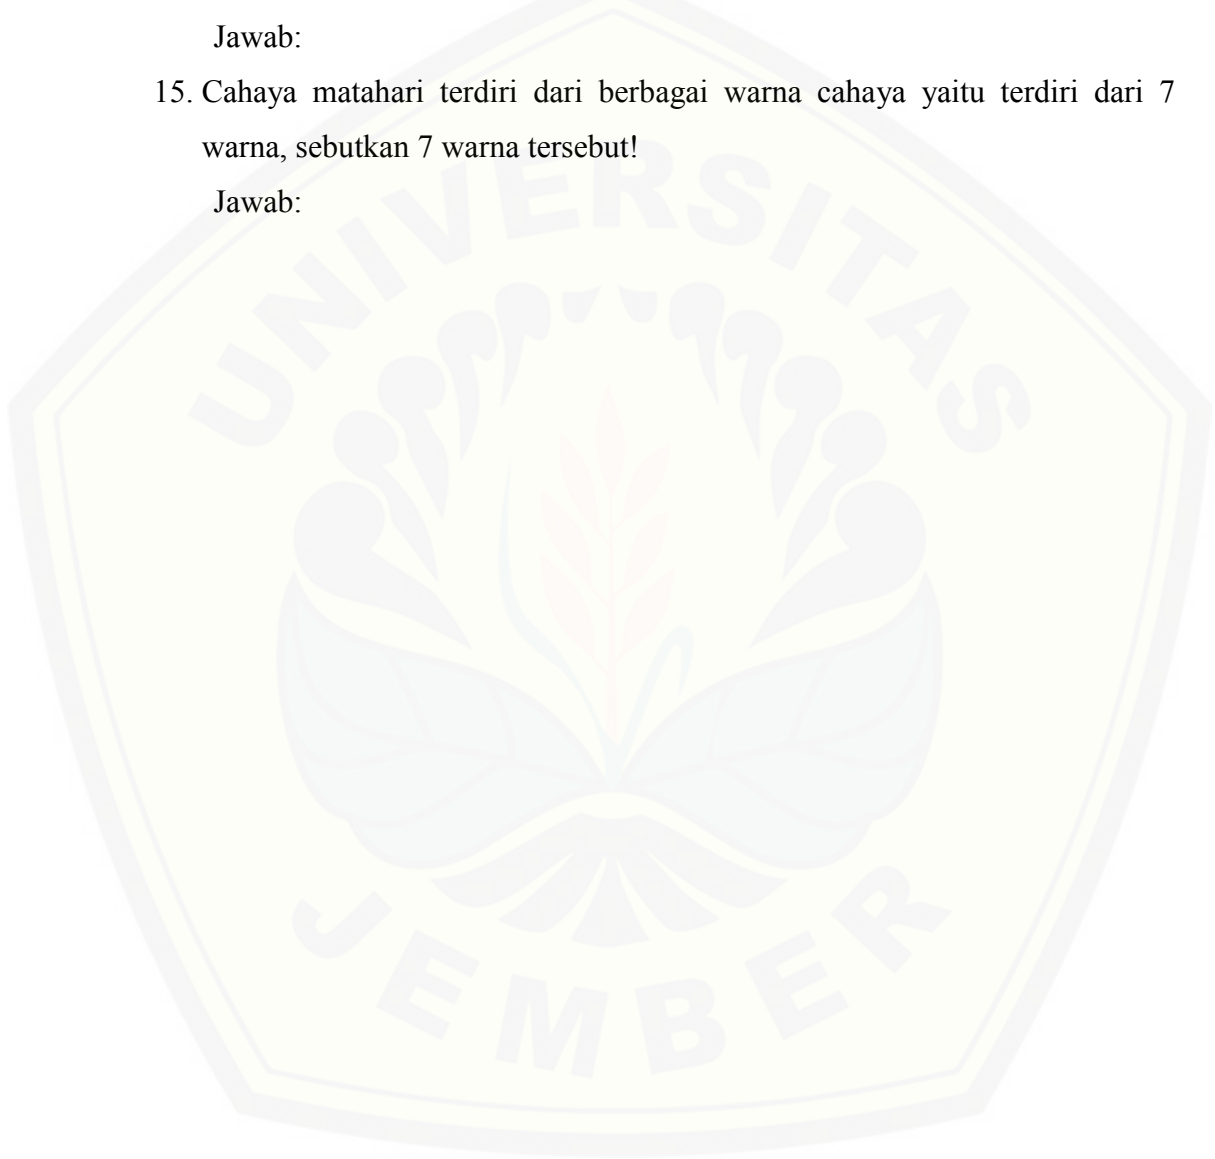 Jawab:
15. Cahaya matahari terdiri dari berbagai warna cahaya yaitu terdiri dari 7
warna, sebutkan 7 warna tersebut!
Jawab:
UNIVERSITAS
JEMBER